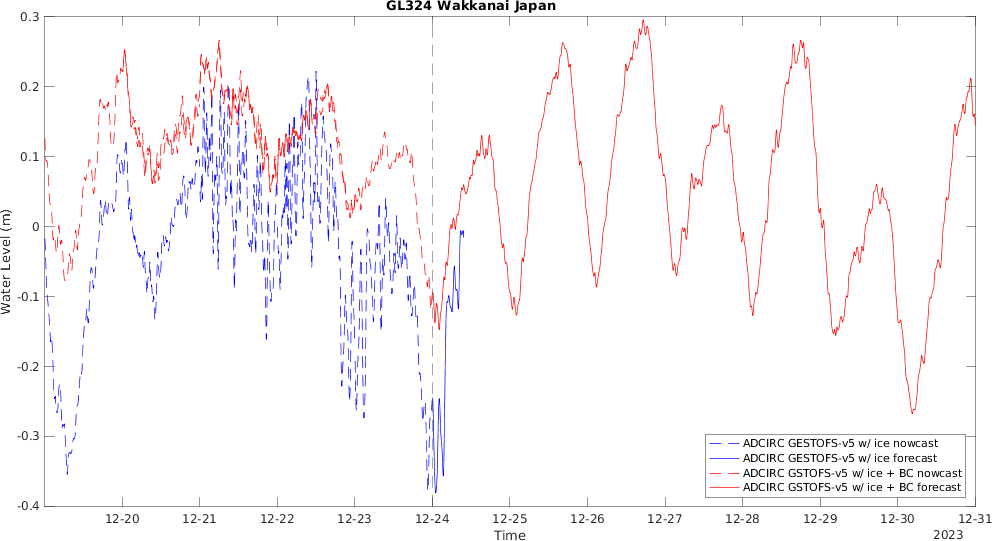 GL324 Wakkanai Japan
0.3
0.2
0.1
0
-0.1
-0.2
-0.3
-0.4
Water Level (m)
ADCIRC GESTOFS-v5 w/ ice nowcast
ADCIRC GESTOFS-v5 w/ ice forecast
ADCIRC GSTOFS-v5 w/ ice + BC nowcast
ADCIRC GSTOFS-v5 w/ ice + BC forecast
12-20 12-21 12-22 12-23 12-24 12-25 12-26 12-27 12-28 12-29 12-30 12-31
Time
2023